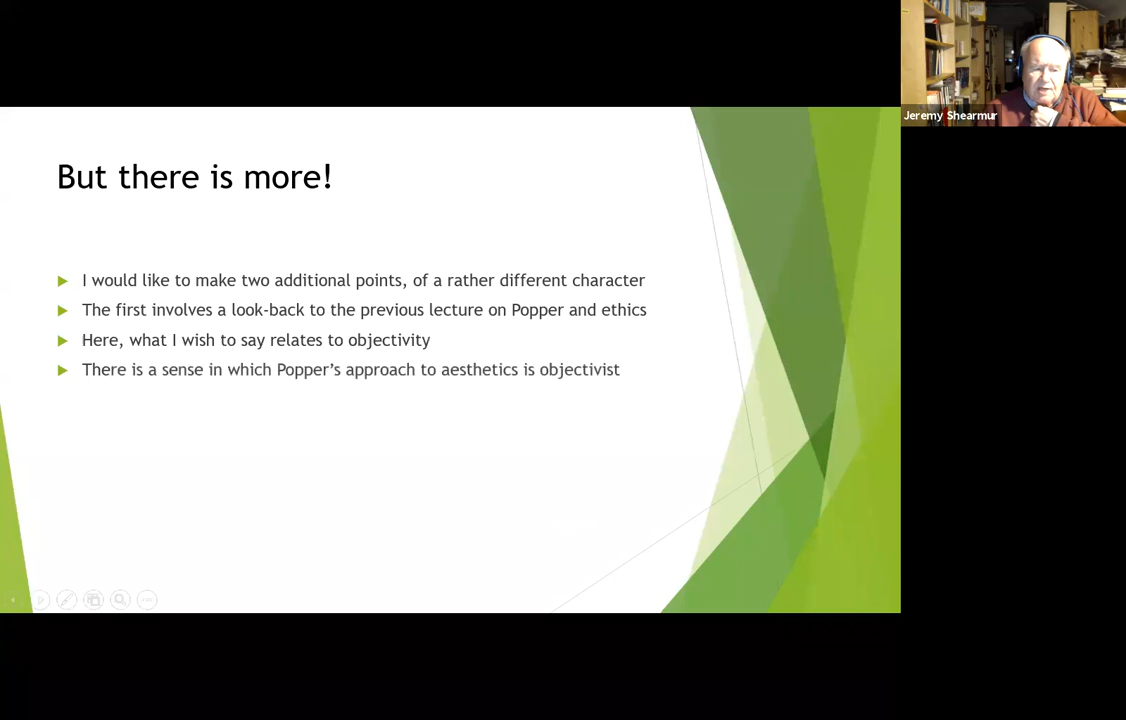 But there is more!
I would like to make two additional points, of a rather different character
The first involves a look-back to the previous lecture on Popper and ethics
Here, what I wish to say relates to objectivity
There is a sense in which Popper’s approach to aesthetics is objectivist
Jeremy Shearmur